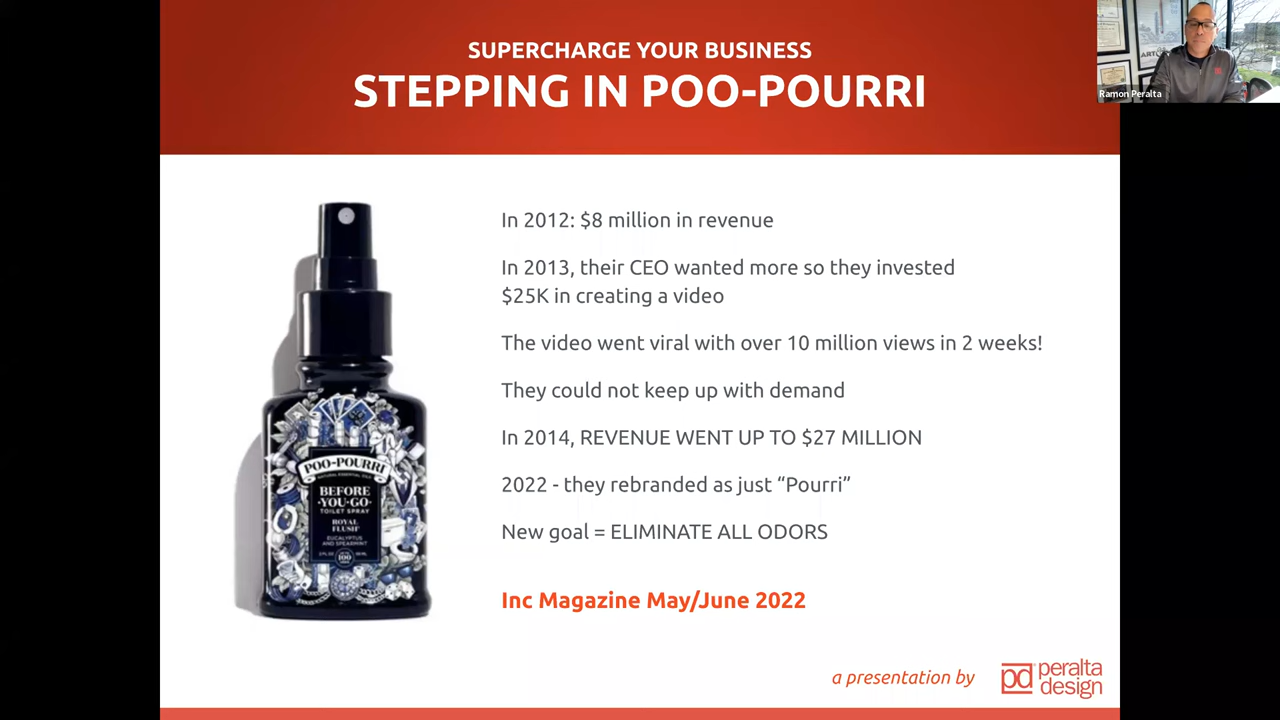 SUPERCHARGE YOUR BUSINESS
STEPPING IN POO-POURRI
Ramon Peralta
In 2012: $8 million in revenue
In 2013, their CEO wanted more so they invested
$25K in creating a video
The video went viral with over 10 million views in 2 weeks!
They could not keep up with demand
In 2014, REVENUE WENT UP TO $27 MILLION
2022 - they rebranded as just “Pourri”
New goal = ELIMINATE ALL ODORS
Inc Magazine May/June 2022
POO-POURRI
BEFORE
·YOU·GO·
TOILET SPRAY
ROYAL
FLUSH
EUCALYPTUS
AND SPEARMINT
100
a presentation by
pd peralta
design